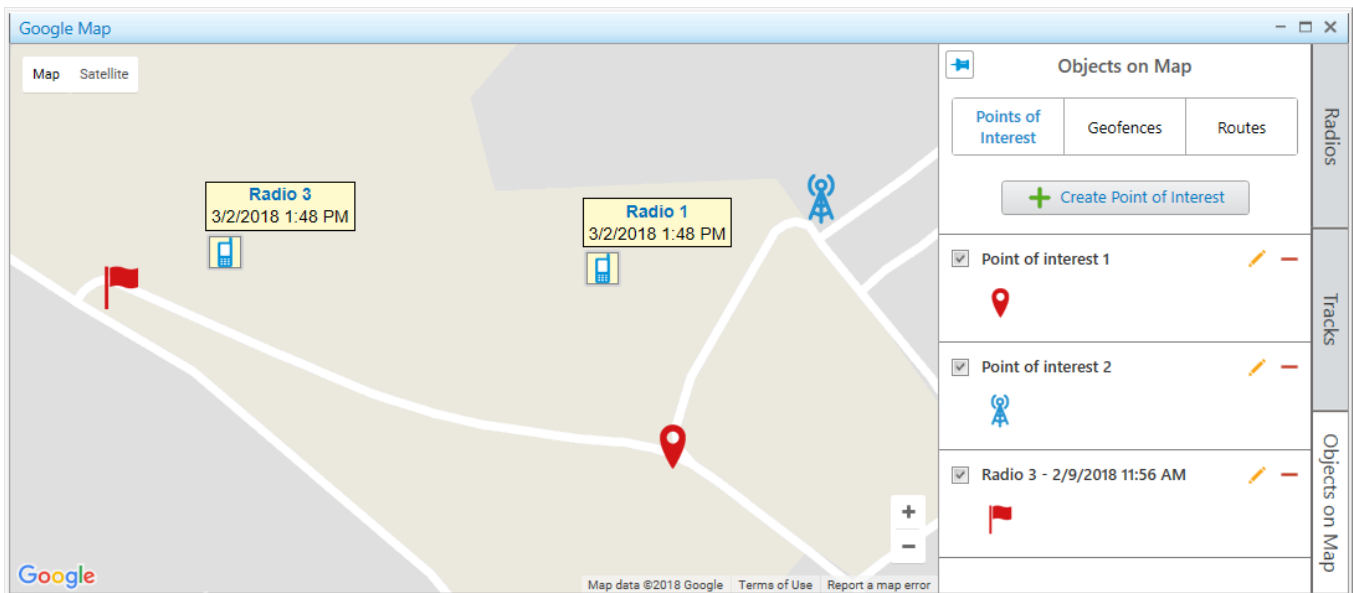 Google Map
Map Satellite
Radio 3
3/2/2018 1:48 PM
Radio 1
3/2/2018 1:48 PM
Google
Map data ©2018 Google Terms of Use Report a map error
Objects on Map
Points of
Interest
Geofences
Routes
Create Point of Interest
Point of interest 1
Point of interest 2
Radio 3 - 2/9/2018 11:56 AM
Radios
Tracks
Objects on Map